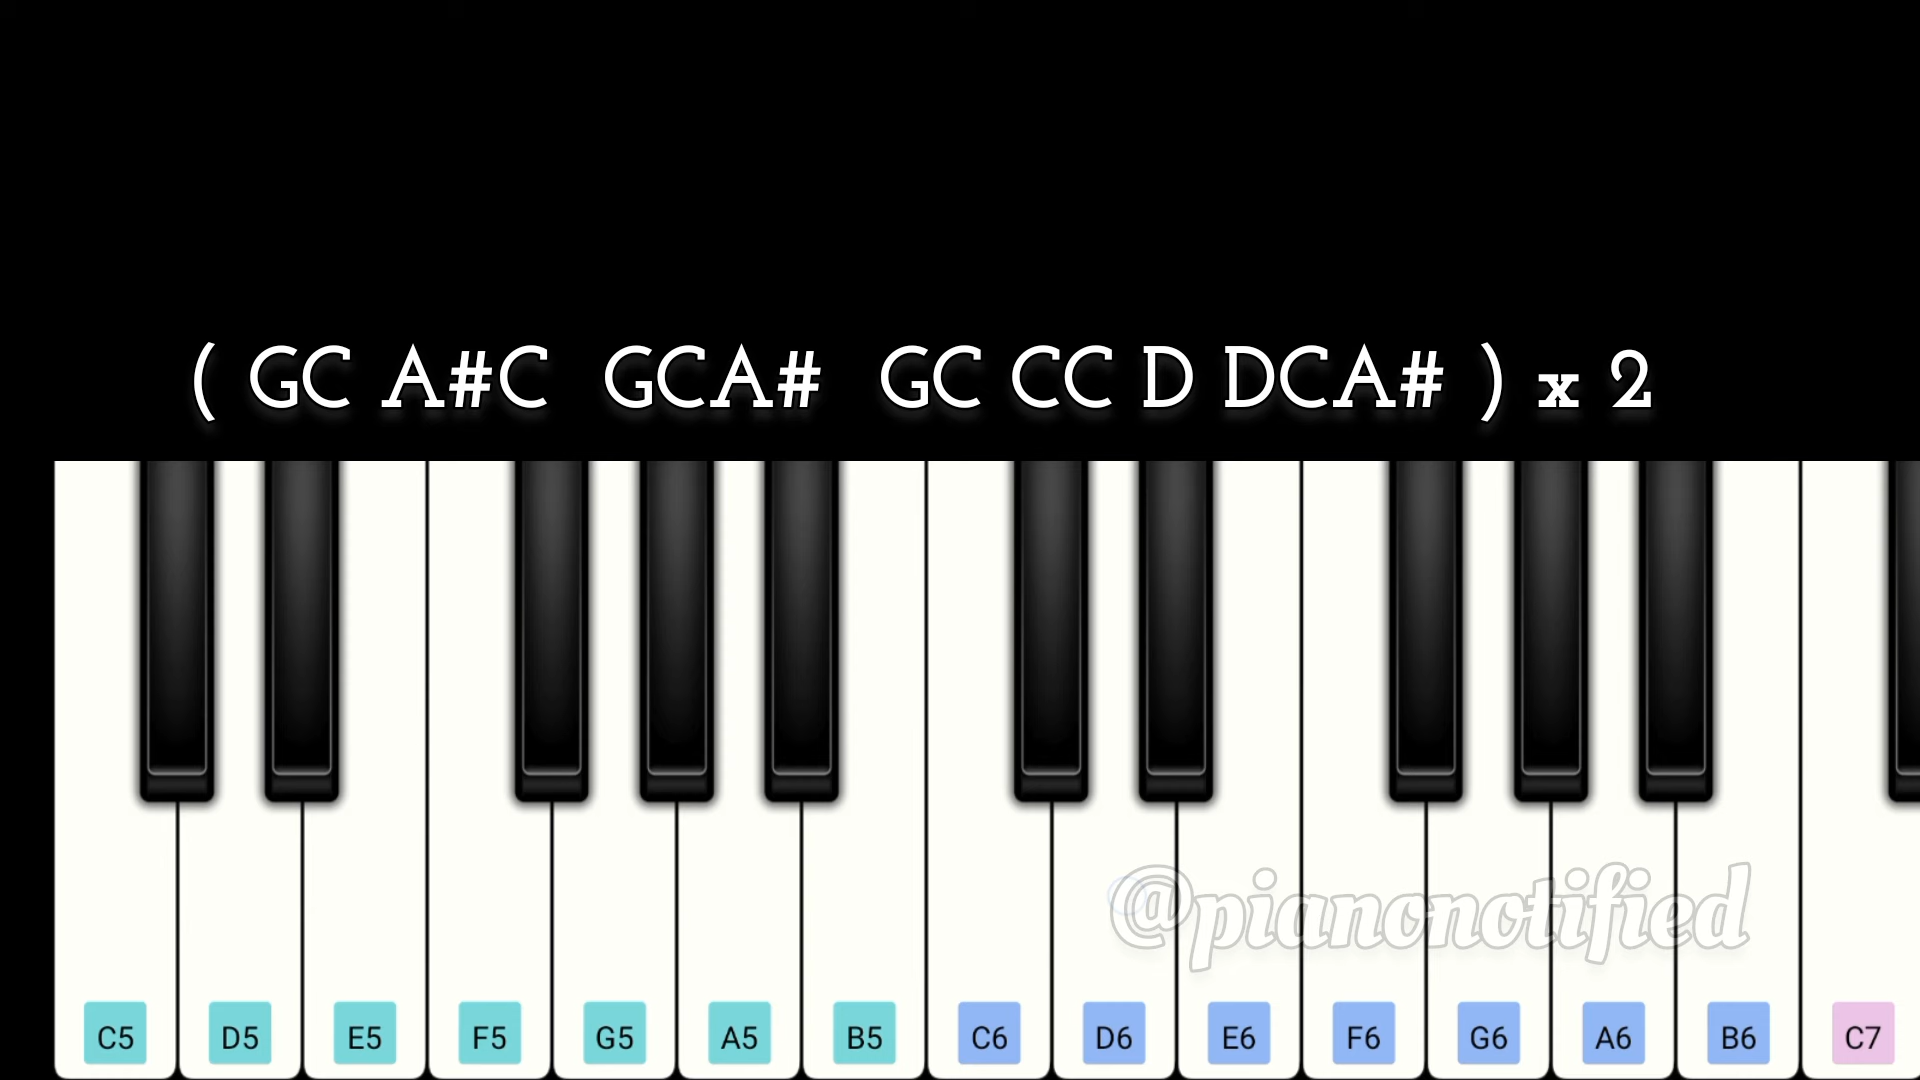 ( GC A#C GCA# GC CC D DCA# ) x 2
@pianonotified
C5 D5 E5 F5 G5 A5 B5 C6 D6 E6 F6 G6 A6 B6 C7